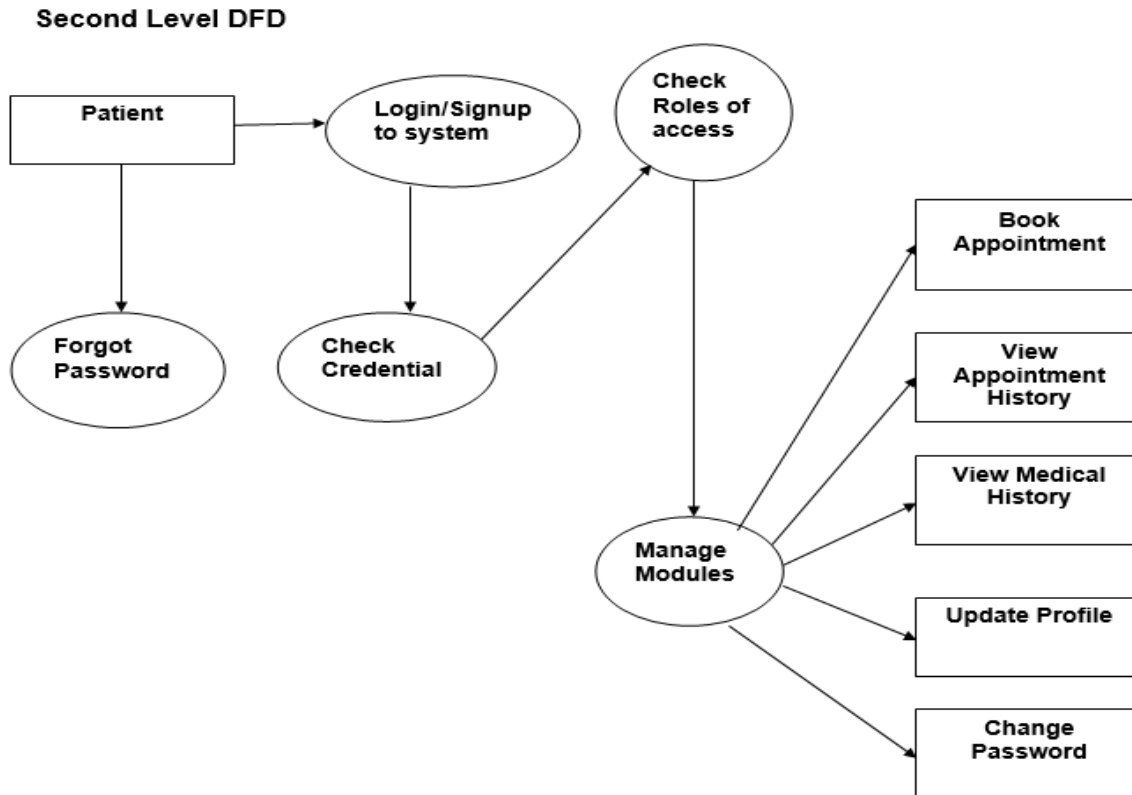 Second Level DFD
Patient
Login/Signup
to system
Check
Roles of
access
Forgot
Password
Check
Credential
Manage
Modules
Book
Appointment
View
Appointment
History
View Medical
History
Update Profile
Change
Password